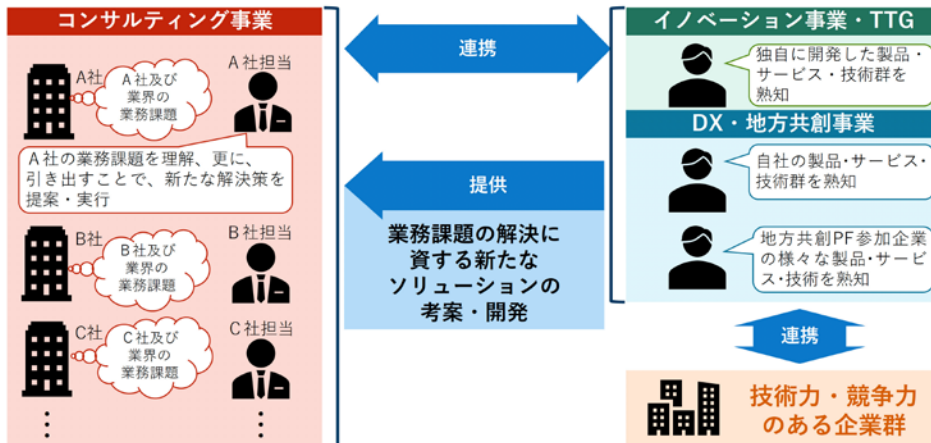 コンサルティング事業
A社
A社及び
業界の
業務課題
A社担当
A社の業務課題を理解、更に、
引き出すことで、新たな解決策を
提案・実行
B社
B社及び
業界の
業務課題
B社担当
C社
C社及び
業界の
業務課題
C社担当
連携
提供
業務課題の解決に
資する新たな
ソリューションの
考案・開発
イノベーション事業・TTG
独自に開発した製品・
サービス・技術群を
熟知
DX・地方共創事業
自社の製品・サービス・
技術群を熟知
地方共創PF参加企業
の様々な製品・サービ
ス・技術を熟知
連携
技術力・競争力
のある企業群